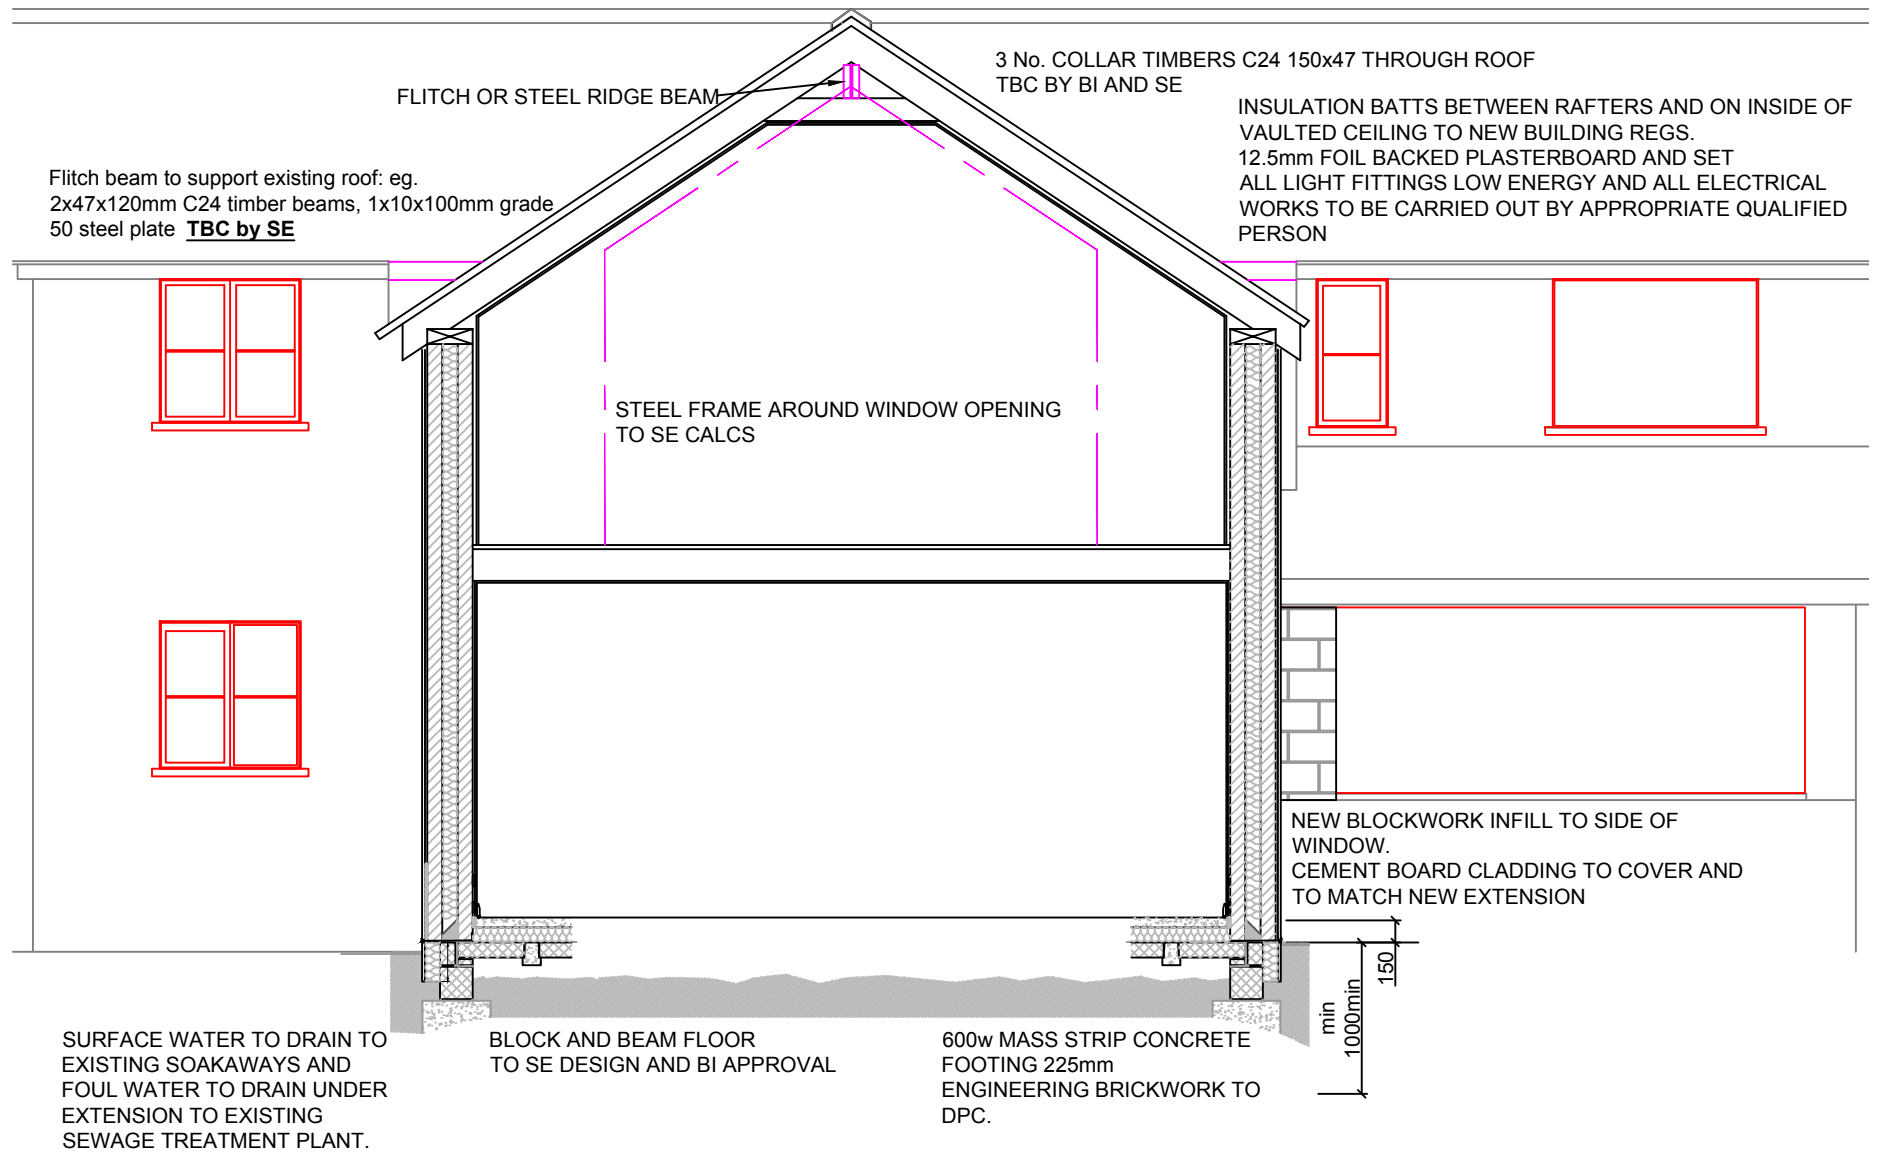 3 No. COLLAR TIMBERS C24 150x47 THROUGH ROOF
TBC BY BI AND SE
FLITCH OR STEEL RIDGE BEAM
INSULATION BATTS BETWEEN RAFTERS AND ON INSIDE OF
VAULTED CEILING TO NEW BUILDING REGS.
12.5mm FOIL BACKED PLASTERBOARD AND SET
ALL LIGHT FITTINGS LOW ENERGY AND ALL ELECTRICAL
WORKS TO BE CARRIED OUT BY APPROPRIATE QUALIFIED
PERSON
Flitch beam to support existing roof: eg.
2x47x120mm C24 timber beams, 1x10x100mm grade
50 steel plate TBC by SE
STEEL FRAME AROUND WINDOW OPENING
TO SE CALCS
NEW BLOCKWORK INFILL TO SIDE OF
WINDOW.
CEMENT BOARD CLADDING TO COVER AND
TO MATCH NEW EXTENSION
150
min
1000min
SURFACE WATER TO DRAIN TO
EXISTING SOAKAWAYS AND
FOUL WATER TO DRAIN UNDER
EXTENSION TO EXISTING
SEWAGE TREATMENT PLANT.
BLOCK AND BEAM FLOOR
TO SE DESIGN AND BI APPROVAL
600w MASS STRIP CONCRETE
FOOTING 225mm
ENGINEERING BRICKWORK TO
DPC.